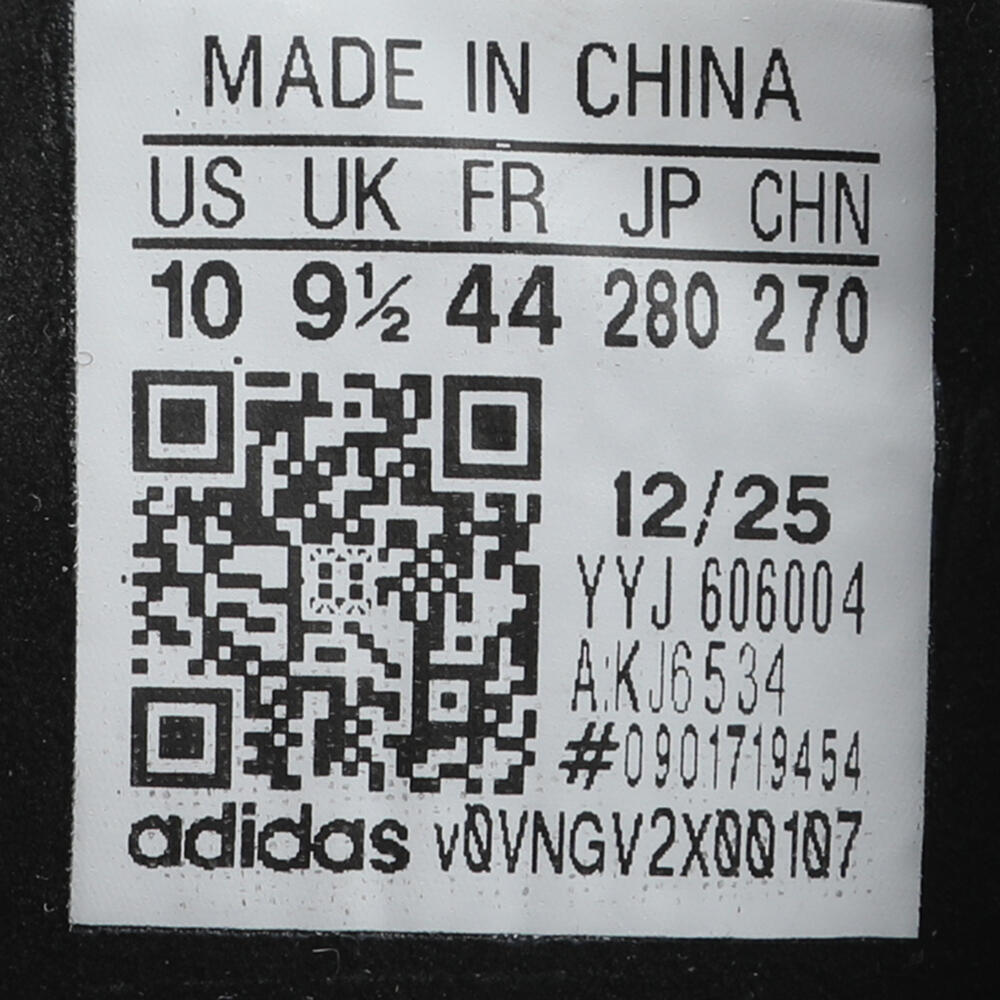 MADE IN CHINA
US UK FR JP CHN
10 9½ 44 280 270
12/25
YYJ 606004
A:KJ6534
#0901719454
adidas v0VNGV2X00107